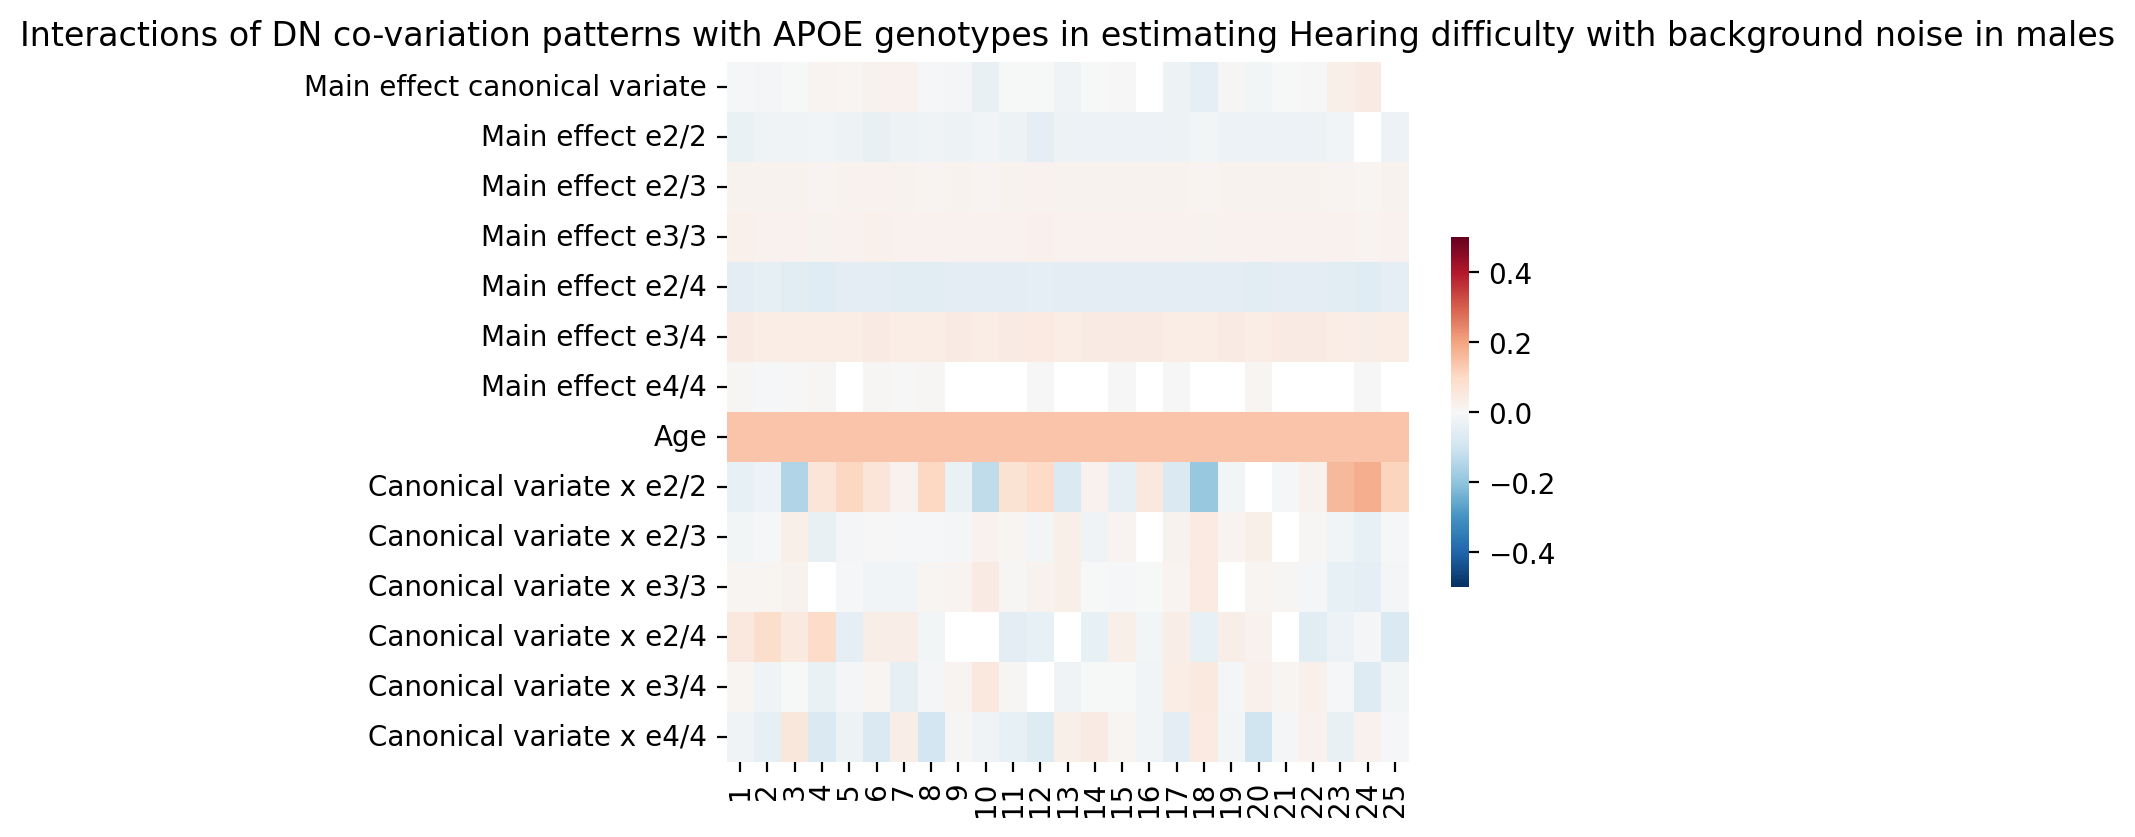 Interactions of DN co-variation patterns with APOE genotypes in estimating Hearing difficulty with background noise in males
Main effect canonical variate
Main effect e2/2
Main effect e2/3
Main effect e3/3
Main effect e2/4
Main effect e3/4
Main effect e4/4
Age
Canonical variate x e2/2
Canonical variate x e2/3
Canonical variate x e3/3
Canonical variate x e2/4
Canonical variate x e3/4
Canonical variate x e4/4
1 2 3 4 5 6 7 8 9 10 11 12 13 14 15 16 17 18 19 20 21 22 23 24 25
0.4
0.2
0.0
−0.2
−0.4